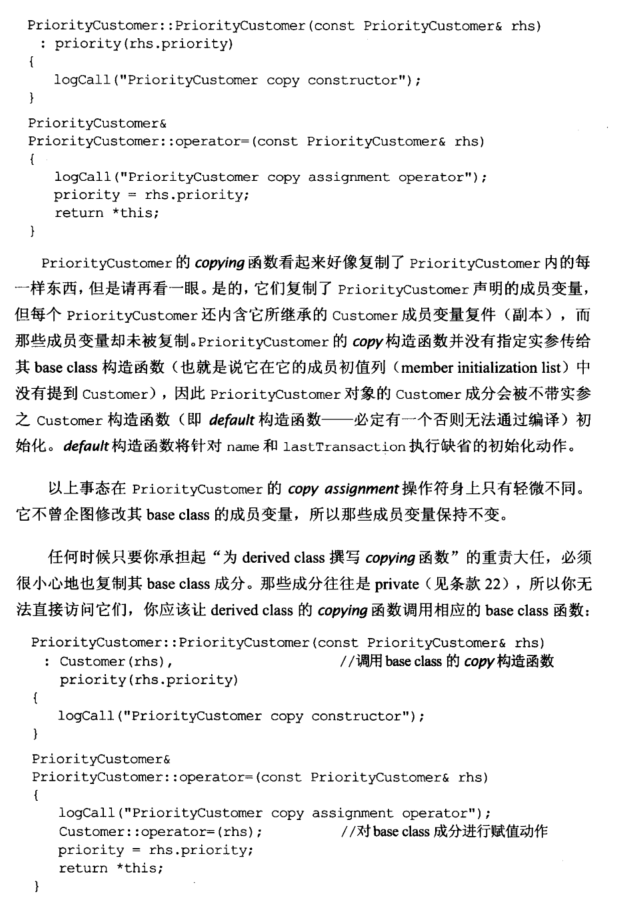 PriorityCustomer::PriorityCustomer(const PriorityCustomer& rhs)
: priority(rhs.priority)
{
logCall("PriorityCustomer copy constructor");
}
PriorityCustomer&
PriorityCustomer::operator=(const PriorityCustomer& rhs)
{
logCall("PriorityCustomer copy assignment operator");
priority = rhs.priority;
return *this;
}
PriorityCustomer 的 copying 函数看起来好像复制了 PriorityCustomer 内的每
一样东西，但是请再看一眼。是的，它们复制了 PriorityCustomer 声明的成员变量，
但每个 PriorityCustomer 还内含它所继承的 Customer 成员变量复件（副本），而
那些成员变量却未被复制。PriorityCustomer 的 copy 构造函数并没有指定实参传给
其 base class 构造函数（也就是说它在它的成员初值列（member initialization list）中
没有提到 Customer），因此 PriorityCustomer 对象的 Customer 成分会被不带实参
之 Customer 构造函数（即 default 构造函数——必定有一个否则无法通过编译）初
始化。default 构造函数将针对 name 和 lastTransaction 执行缺省的初始化动作。
以上事态在 PriorityCustomer 的 copy assignment 操作符身上只有轻微不同。
它不曾企图修改其 base class 的成员变量，所以那些成员变量保持不变。
任何时候只要你承担起“为 derived class 撰写 copying 函数”的重责大任，必须
很小心地也复制其 base class 成分。那些成分往往是 private（见条款 22），所以你无
法直接访问它们，你应该让 derived class 的 copying 函数调用相应的 base class 函数：
PriorityCustomer::PriorityCustomer(const PriorityCustomer& rhs)
: Customer(rhs), //调用 base class 的 copy 构造函数
priority(rhs.priority)
{
logCall("PriorityCustomer copy constructor");
}
PriorityCustomer&
PriorityCustomer::operator=(const PriorityCustomer& rhs)
{
logCall("PriorityCustomer copy assignment operator");
Customer::operator=(rhs); //对 base class 成分进行赋值动作
priority = rhs.priority;
return *this;
}